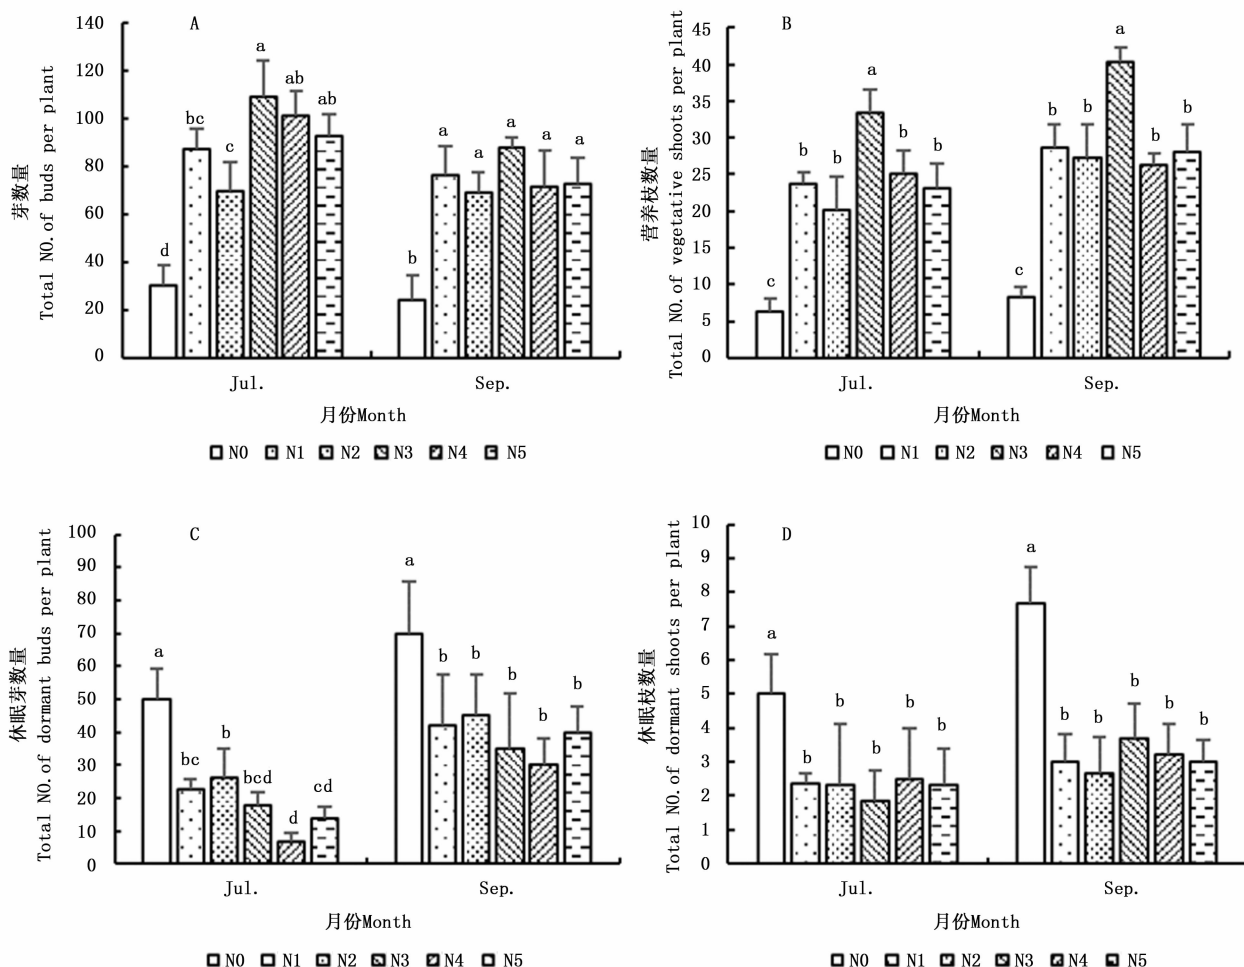 A
芽数量
Total NO. of buds per plant
140
120
100
80
60
40
20
0
d
bc
c
a
ab
ab
b
a
a
a
a
a
Jul.
Sep.
月份Month
N0 N1 N2 N3 N4 N5
B
营养枝数量
Total NO. of vegetative shoots per plant
45
40
35
30
25
20
15
10
5
0
c
b
b
a
b
b
c
b
b
a
b
b
Jul.
Sep.
月份Month
N0 N1 N2 N3 N4 N5
C
休眠芽数量
Total NO. of dormant buds per plant
100
90
80
70
60
50
40
30
20
10
0
a
bc
b
bcd
d
cd
a
b
b
b
b
b
Jul.
Sep.
月份Month
N0 N1 N2 N3 N4 N5
D
休眠枝数量
Total NO. of dormant shoots per plant
10
9
8
7
6
5
4
3
2
1
0
a
b
b
b
b
b
a
b
b
b
b
b
Jul.
Sep.
月份Month
N0 N1 N2 N3 N4 N5